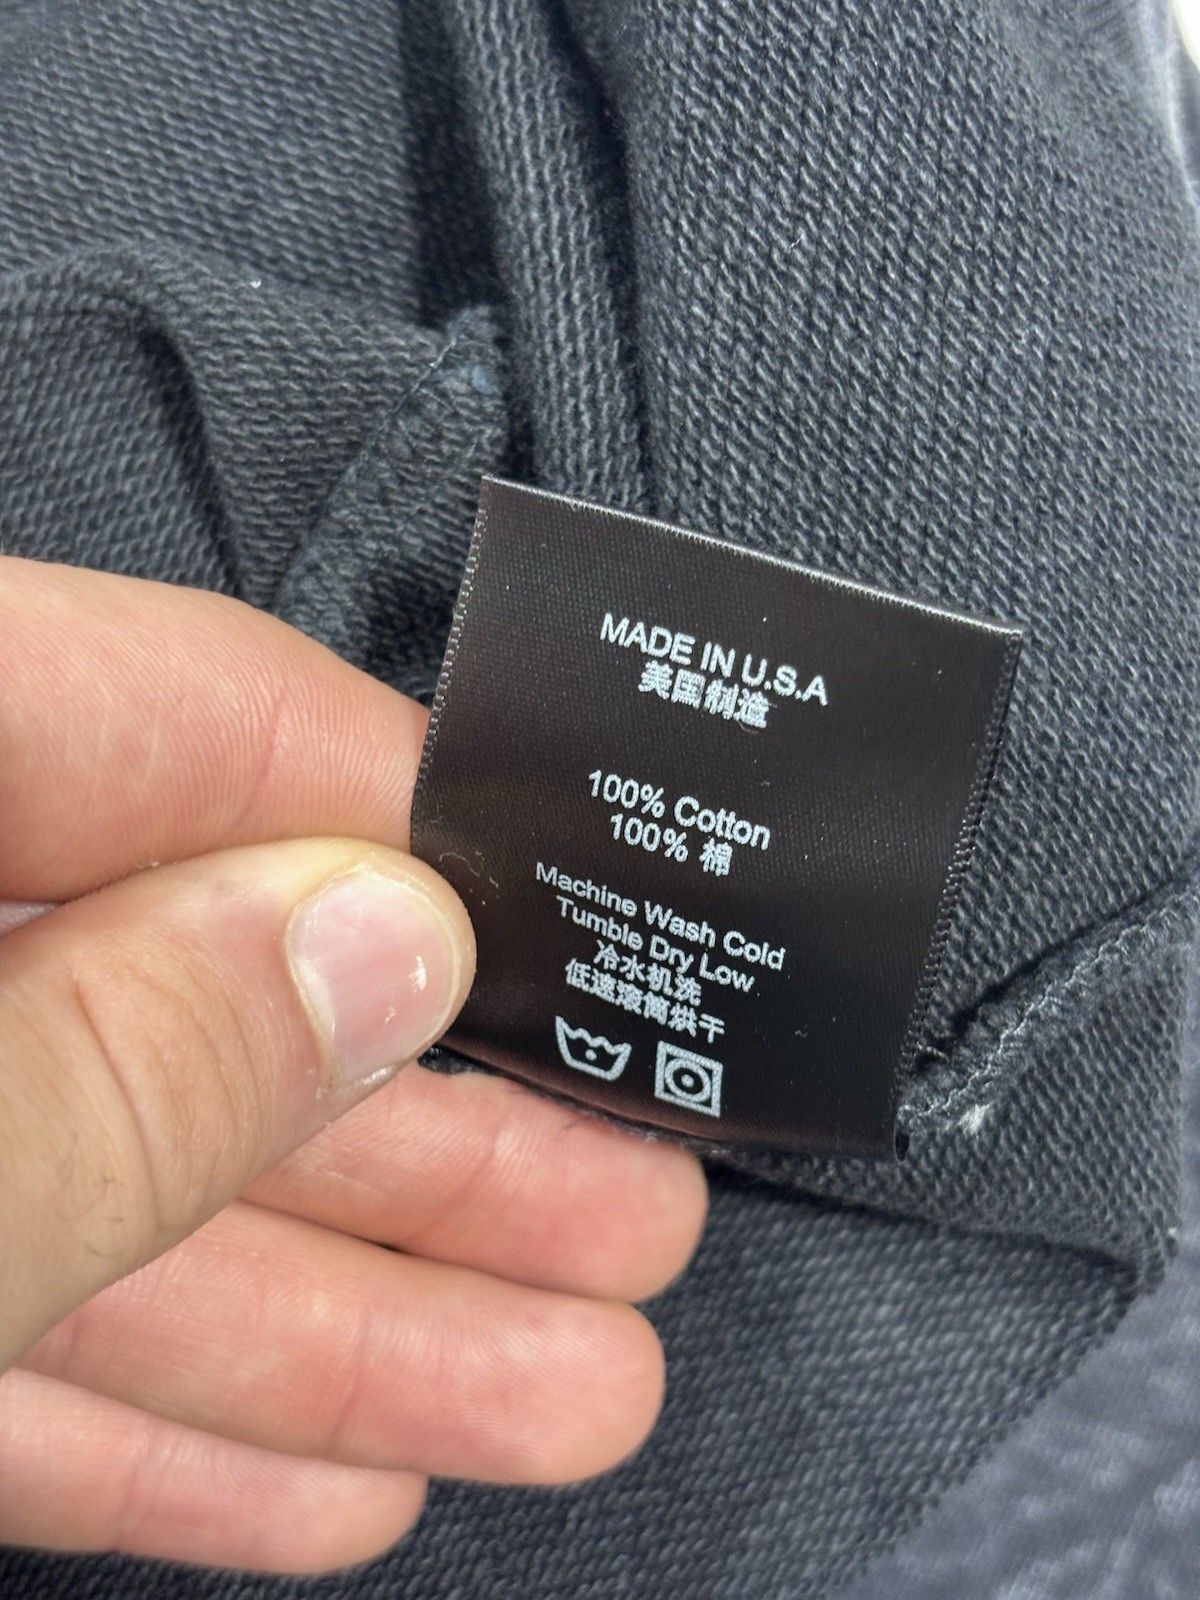 MADE IN U.S.A
美国制造
100% Cotton
100% 棉
Machine Wash Cold
Tumble Dry Low
冷水机洗
低速滚筒烘干